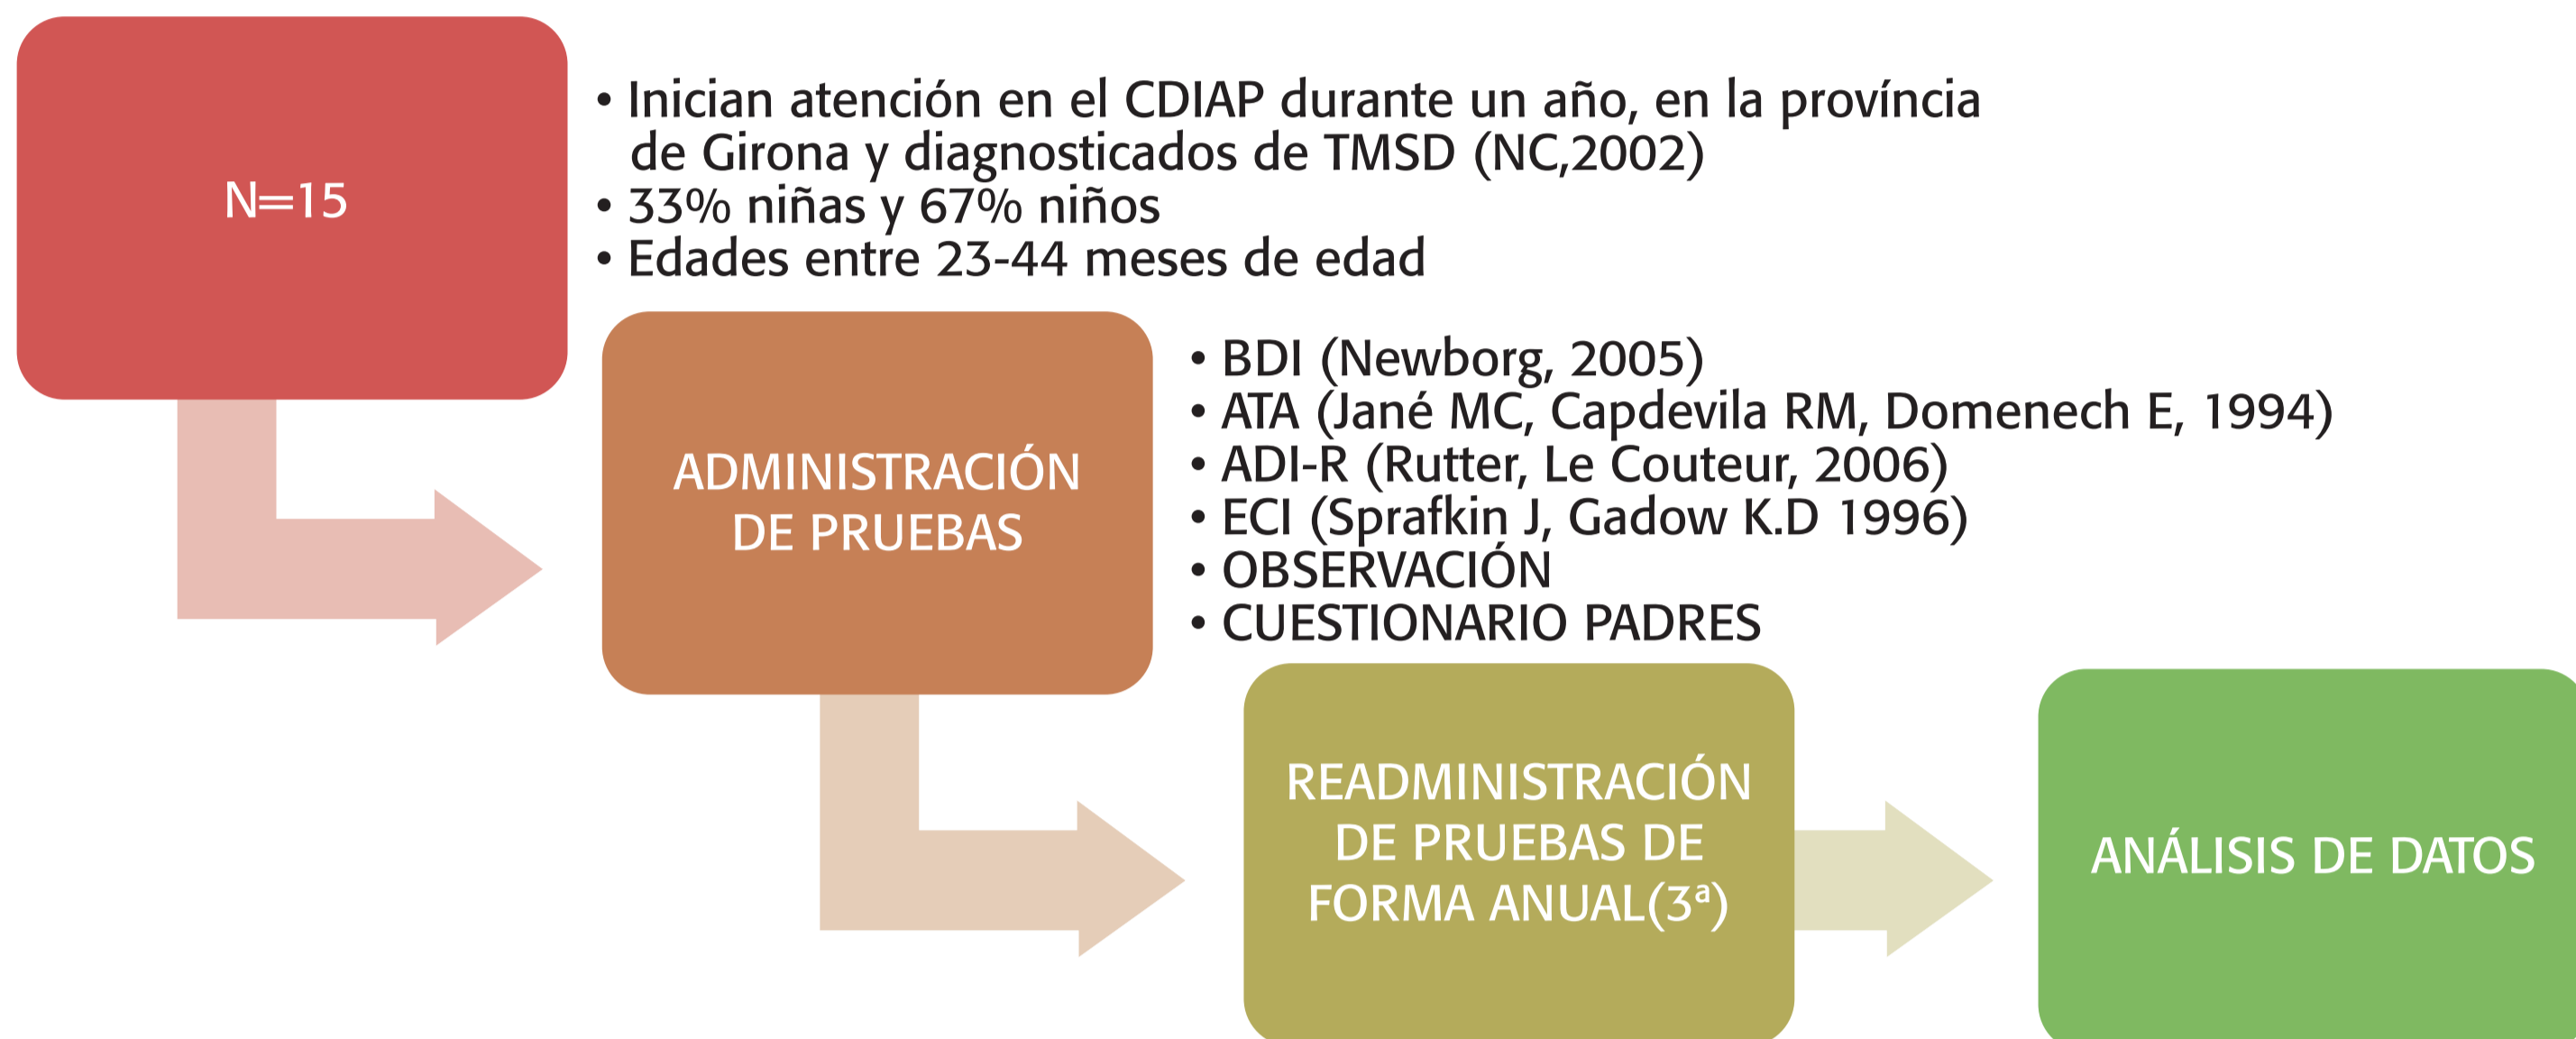 N=15
• Inician atención en el CDIAP durante un año, en la província
de Girona y diagnosticados de TMSD (NC,2002)
• 33% niñas y 67% niños
• Edades entre 23-44 meses de edad
ADMINISTRACIÓN
DE PRUEBAS
• BDI (Newborg, 2005)
• ATA (Jané MC, Capdevila RM, Domenech E, 1994)
• ADI-R (Rutter, Le Couteur, 2006)
• ECI (Sprafkin J, Gadow K.D 1996)
• OBSERVACIÓN
• CUESTIONARIO PADRES
READMINISTRACIÓN
DE PRUEBAS DE
FORMA ANUAL(3ª)
ANÁLISIS DE DATOS